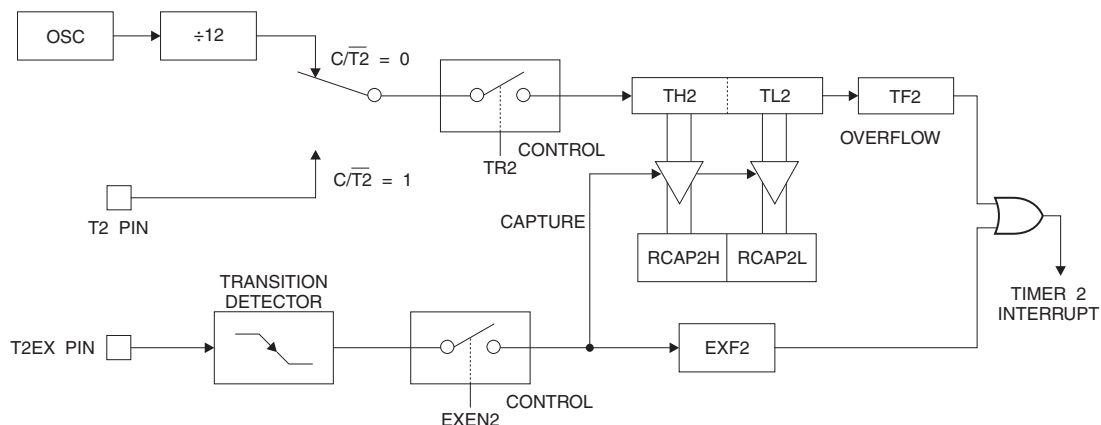 OSC
÷12
C/T2̅ = 0
TH2
TL2
TF2
OVERFLOW
CONTROL
TR2
C/T2̅ = 1
T2 PIN
CAPTURE
RCAP2H
RCAP2L
TRANSITION
DETECTOR
TIMER 2
INTERRUPT
T2EX PIN
EXF2
CONTROL
EXEN2